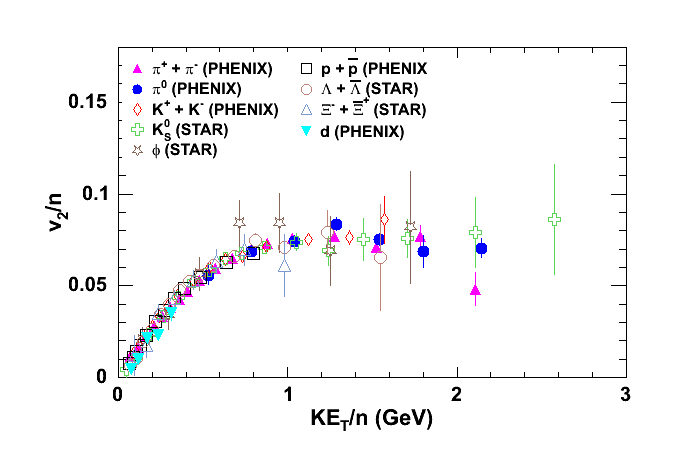 0.15
0.1
0.05
0
v₂/n
π⁺ + π⁻ (PHENIX)
π⁰ (PHENIX)
K⁺ + K⁻ (PHENIX)
K⁰S (STAR)
ϕ (STAR)
p + p̅ (PHENIX
Λ + Λ̅ (STAR)
Ξ⁻ + Ξ̅⁺ (STAR)
d (PHENIX)
0 1 2 3
KE_T/n (GeV)